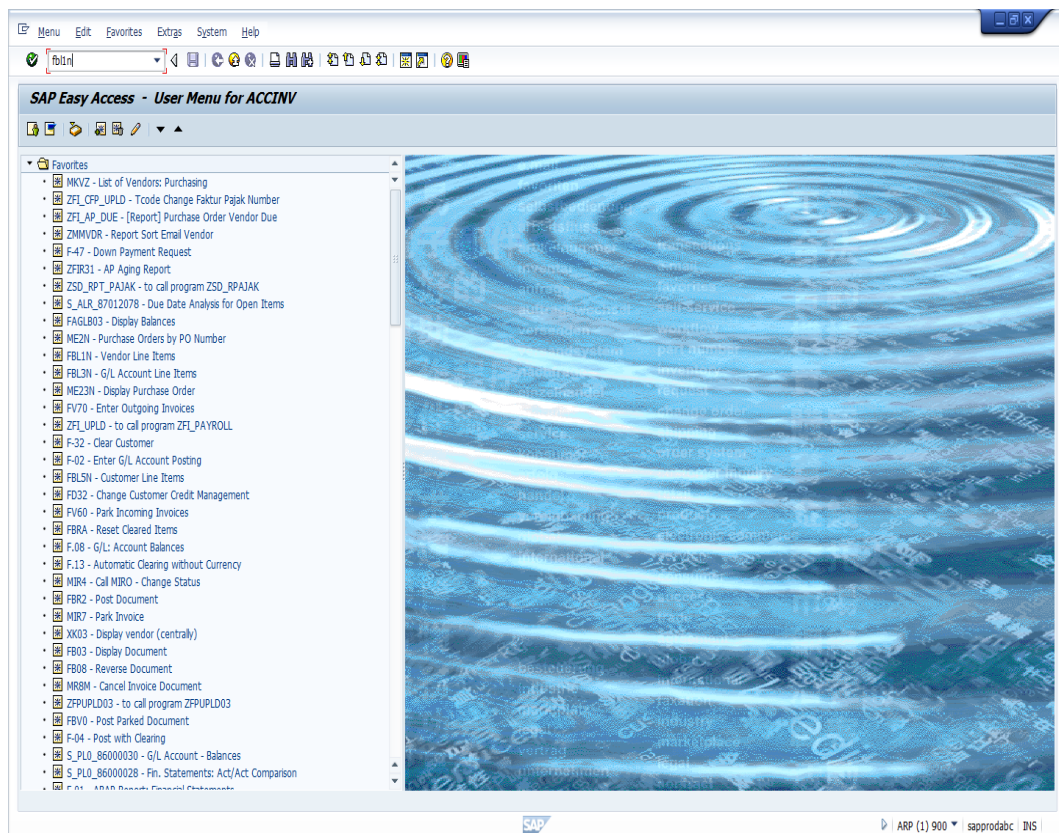 Menu Edit Favorites Extras System Help
fbl1n
SAP Easy Access - User Menu for ACCINV
Favorites
MKVZ - List of Vendors: Purchasing
ZFI_CFP_UPLD - Tcode Change Faktur Pajak Number
ZFI_AP_DUE - [Report] Purchase Order Vendor Due
ZMMVDR - Report Sort Email Vendor
F-47 - Down Payment Request
ZFIR31 - AP Aging Report
ZSD_RPT_PAJAK - to call program ZSD_RPAJAK
S_ALR_87012078 - Due Date Analysis for Open Items
FAGLB03 - Display Balances
ME2N - Purchase Orders by PO Number
FBL1N - Vendor Line Items
FBL3N - G/L Account Line Items
ME23N - Display Purchase Order
FV70 - Enter Outgoing Invoices
ZFI_UPLD - to call program ZFI_PAYROLL
F-32 - Clear Customer
F-02 - Enter G/L Account Posting
FBL5N - Customer Line Items
FD32 - Change Customer Credit Management
FV60 - Park Incoming Invoices
FBRA - Reset Cleared Items
F.08 - G/L: Account Balances
F.13 - Automatic Clearing without Currency
MIR4 - Call MIRO - Change Status
FBR2 - Post Document
MIR7 - Park Invoice
XK03 - Display vendor (centrally)
FB03 - Display Document
FB08 - Reverse Document
MR8M - Cancel Invoice Document
ZFPUPLD03 - to call program ZFPUPLD03
FBV0 - Post Parked Document
F-04 - Post with Clearing
S_PL0_86000030 - G/L Account - Balances
S_PL0_86000028 - Fin. Statements: Act/Act Comparison
SAP
ARP (1) 900 sapprodabc INS